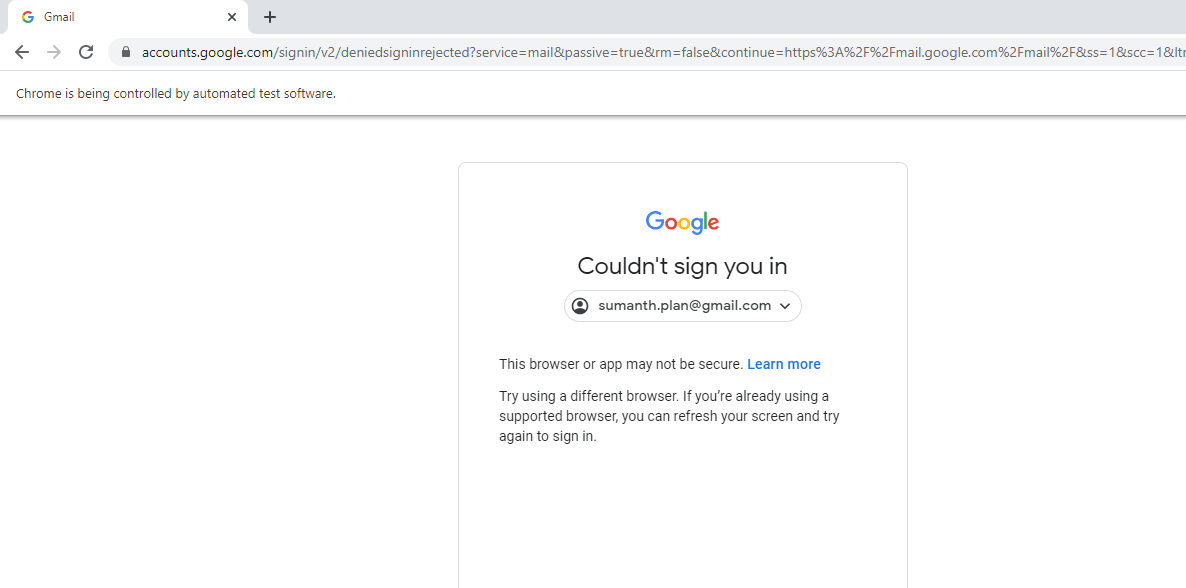 Gmail
accounts.google.com/signin/v2/deniedsigninrejected?service=mail&passive=true&rm=false&continue=https%3A%2F%2Fmail.google.com%2Fmail%2F&ss=1&scc=1&ltr
Chrome is being controlled by automated test software.
Google
Couldn't sign you in
sumanth.plan@gmail.com
This browser or app may not be secure. Learn more
Try using a different browser. If you’re already using a
supported browser, you can refresh your screen and try
again to sign in.